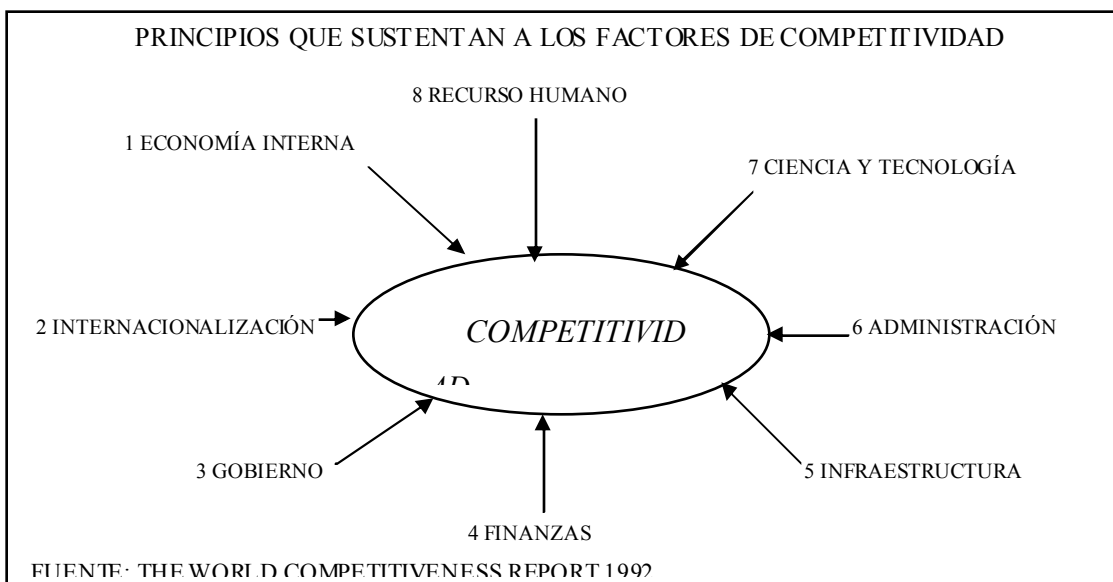 PRINCIPIOS QUE SUSTENTAN A LOS FACTORES DE COMPETITIVIDAD
8 RECURSO HUMANO
1 ECONOMÍA INTERNA
7 CIENCIA Y TECNOLOGÍA
2 INTERNACIONALIZACIÓN
COMPETITIVID
AD
6 ADMINISTRACIÓN
3 GOBIERNO
5 INFRAESTRUCTURA
4 FINANZAS
FUENTE: THE WORLD COMPETITIVENESS REPORT 1992